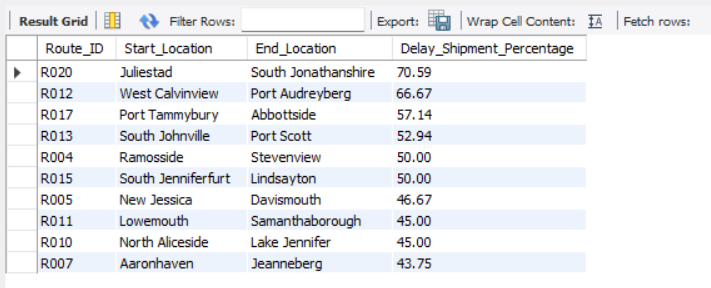 Result Grid Filter Rows: Export: Wrap Cell Content: Fetch rows:
Route_ID Start_Location End_Location Delay_Shipment_Percentage
R020 Juliestad South Jonathanshire 70.59
R012 West Calvinview Port Audreyberg 66.67
R017 Port Tammybury Abbottside 57.14
R013 South Johnville Port Scott 52.94
R004 Ramosside Stevenview 50.00
R015 South Jenniferfurt Lindsayton 50.00
R005 New Jessica Davismouth 46.67
R011 Lowemouth Samanthaborough 45.00
R010 North Aliceside Lake Jennifer 45.00
R007 Aaronhaven Jeanneberg 43.75